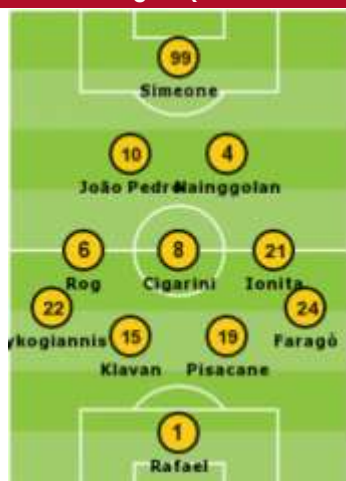 99
Simeone
10 4
João Pedro Nainggolan
6 8 21
Rog Cigarini Ionita
22 24
ykogiannis 15 19 Faragò
Klavan Pisacane
1
Rafael